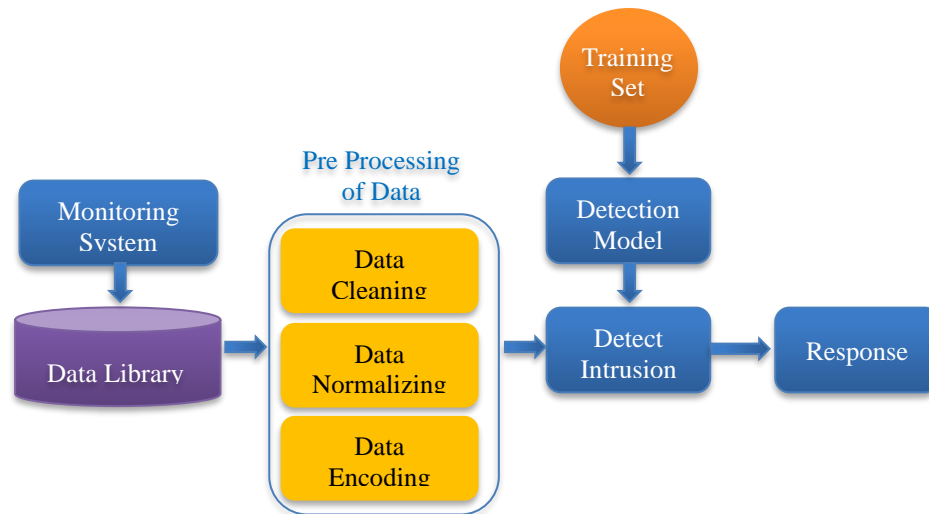 Training
Set
Pre Processing
of Data
Monitoring
System
Detection
Model
Data
Cleaning
Data Library
Data
Normalizing
Detect
Intrusion
Response
Data
Encoding